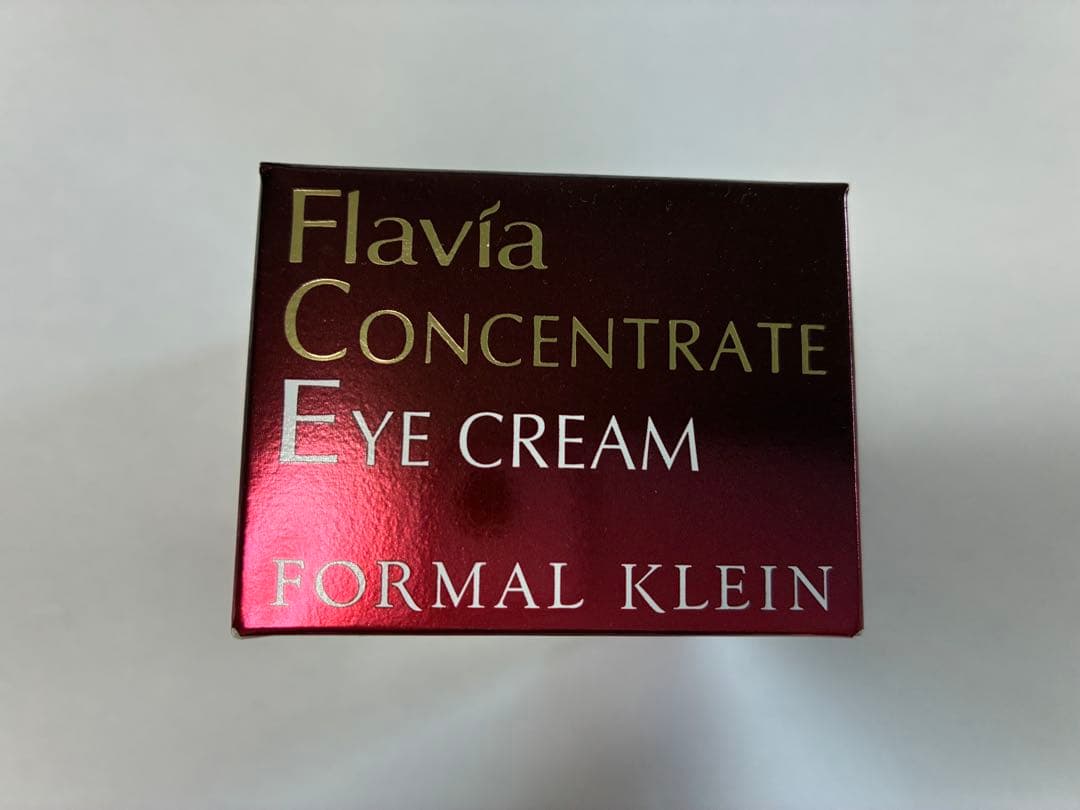 Flavía
CONCENTRATE
EYE CREAM
FORMAL KLEIN